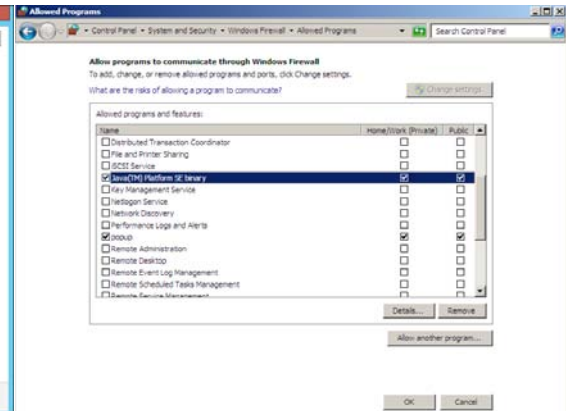 Allowed Programs
Control Panel • System and Security • Windows Firewall • Allowed Programs
Search Control Panel
Allow programs to communicate through Windows Firewall
To add, change, or remove allowed programs and ports, click Change settings.
What are the risks of allowing a program to communicate?
Change settings
Allowed programs and features:
Name Home/Work (Private) Public
Distributed Transaction Coordinator
File and Printer Sharing
iSCSI Service
Java(TM) Platform SE binary
Key Management Service
Netlogon Service
Network Discovery
Performance Logs and Alerts
popup
Remote Administration
Remote Desktop
Remote Event Log Management
Remote Scheduled Tasks Management
Remote Service Management
Details... Remove
Allow another program...
OK Cancel